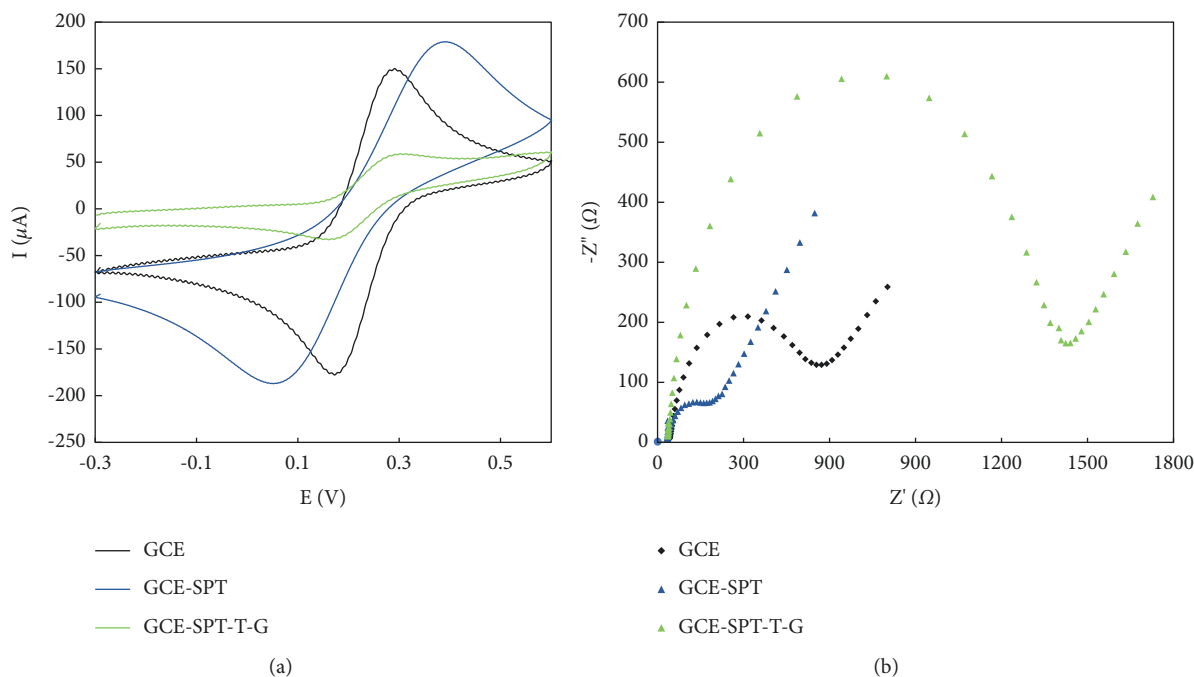 200
150
100
50
0
-50
-100
-150
-200
-250
I (μA)
-0.3 -0.1 0.1 0.3 0.5
E (V)
GCE
GCE-SPT
GCE-SPT-T-G
(a)
700
600
500
400
300
200
100
0
-Z″ (Ω)
0 300 900 900 1200 1500 1800
Z′ (Ω)
GCE
GCE-SPT
GCE-SPT-T-G
(b)